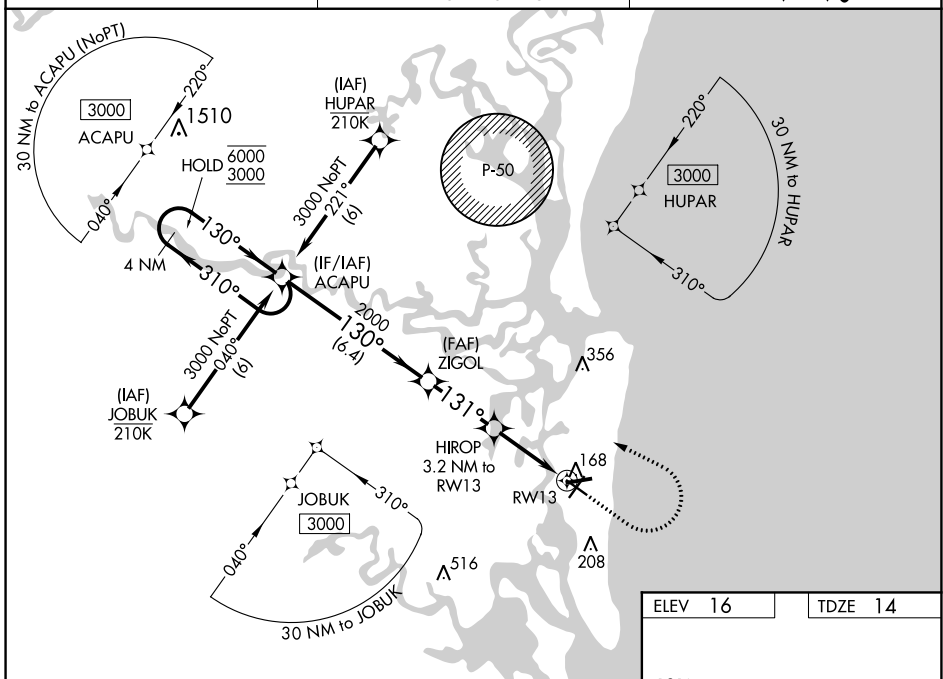 30 NM to ACAPU (NoPT)
220°
3000
ACAPU
1510
040°
HOLD 6000
3000
(IAF)
HUPAR
210K
3000 NoPT
221°
(6)
P-50
220°
30 NM to HUPAR
3000
HUPAR
310°
130°
4 NM
310°
(IF/IAF)
ACAPU
3000 NoPT
040°
(6)
2000
130°
(6.4)
(FAF)
ZIGOL
356
(IAF)
JOBUK
210K
131°
HIROP
3.2 NM to
RW13
168
RW13
JOBUK
3000
310°
040°
30 NM to JOBUK
516
208
ELEV 16
TDZE 14